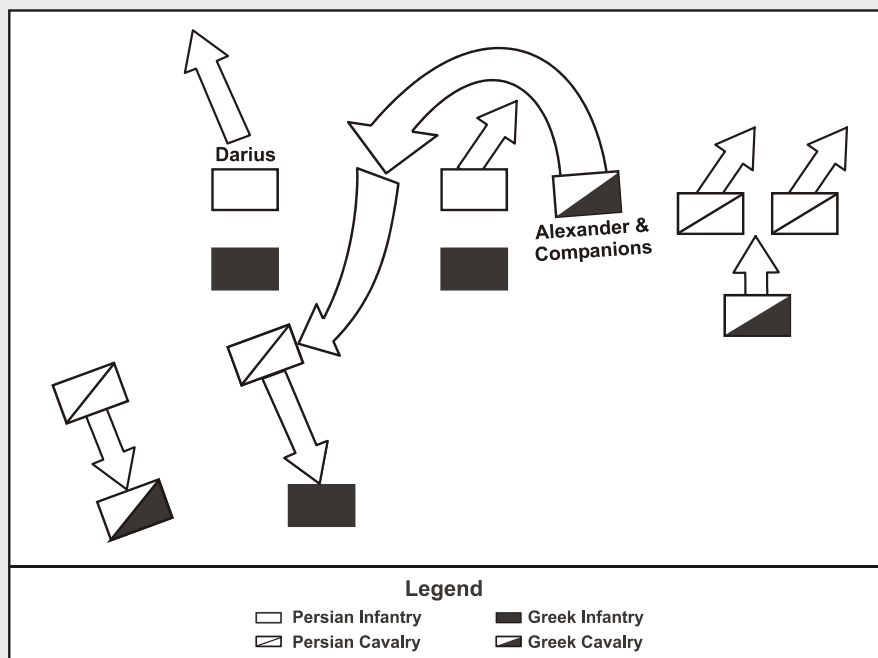 Darius
Alexander &
Companions
Legend
Persian Infantry
Greek Infantry
Persian Cavalry
Greek Cavalry